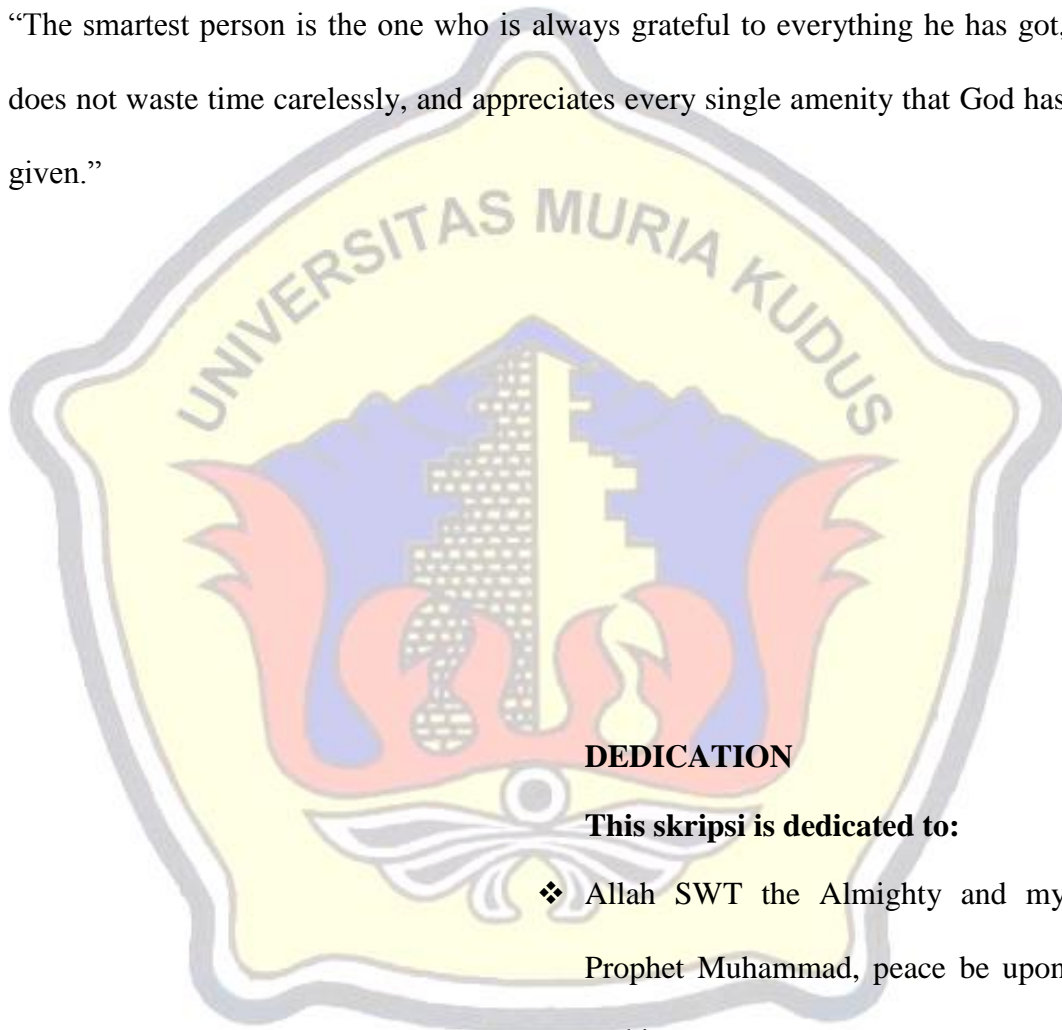 “The smartest person is the one who is always grateful to everything he has got,
does not waste time carelessly, and appreciates every single amenity that God has
given.”
UNIVERSITAS MURIA KUDUS
DEDICATION
This skripsi is dedicated to:
❖ Allah SWT the Almighty and my
Prophet Muhammad, peace be upon